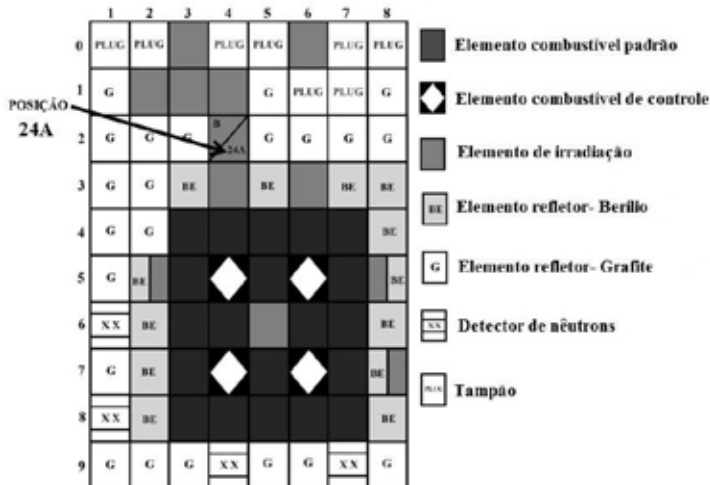 1 2 3 4 5 6 7 8
0 PLUG PLUG PLUG PLUG PLUG PLUG
1 G G PLUG PLUG G
POSIÇÃO
24A
2 G G G B 24A G G G G
3 G G BE BE BE BE
4 G G BE
5 G BE BE
6 XX BE BE
7 G BE BE
8 XX BE BE
9 G G G XX G G XX G
Elemento combustível padrão
Elemento combustível de controle
Elemento de irradiação
BE Elemento refletor- Berílio
G Elemento refletor- Grafite
XX Detector de nêutrons
PLUG Tampão